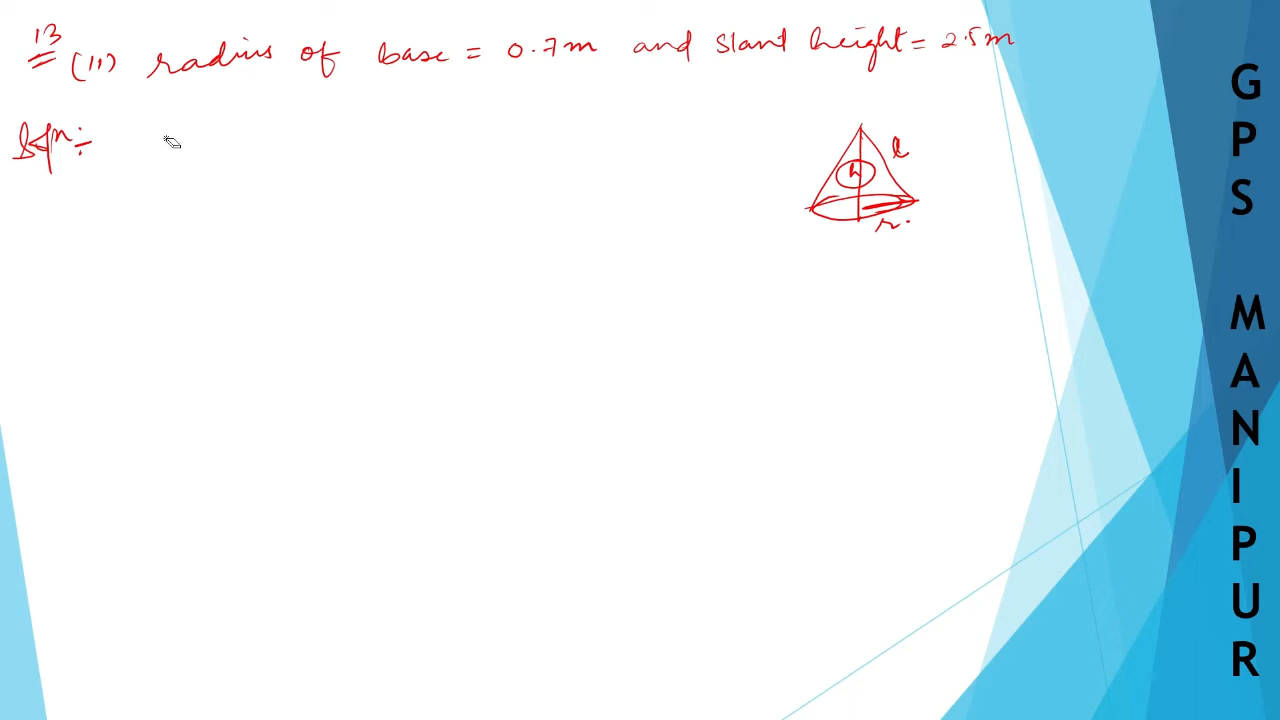 13
(ii) radius of base = 0.7m and slant height = 2.5m
Solⁿ:-
l
h
r.
GPS MANIPUR